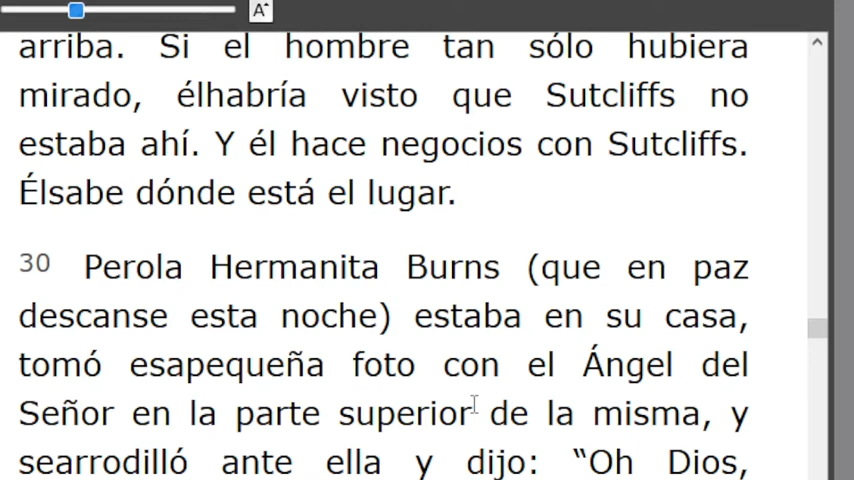 A
arriba. Si el hombre tan sólo hubiera
mirado, élhabría visto que Sutcliffs no
estaba ahí. Y él hace negocios con Sutcliffs.
Élsabe dónde está el lugar.
30 Perola Hermanita Burns (que en paz
descanse esta noche) estaba en su casa,
tomó esapequeña foto con el Ángel del
Señor en la parte superior de la misma, y
searrodilló ante ella y dijo: “Oh Dios,